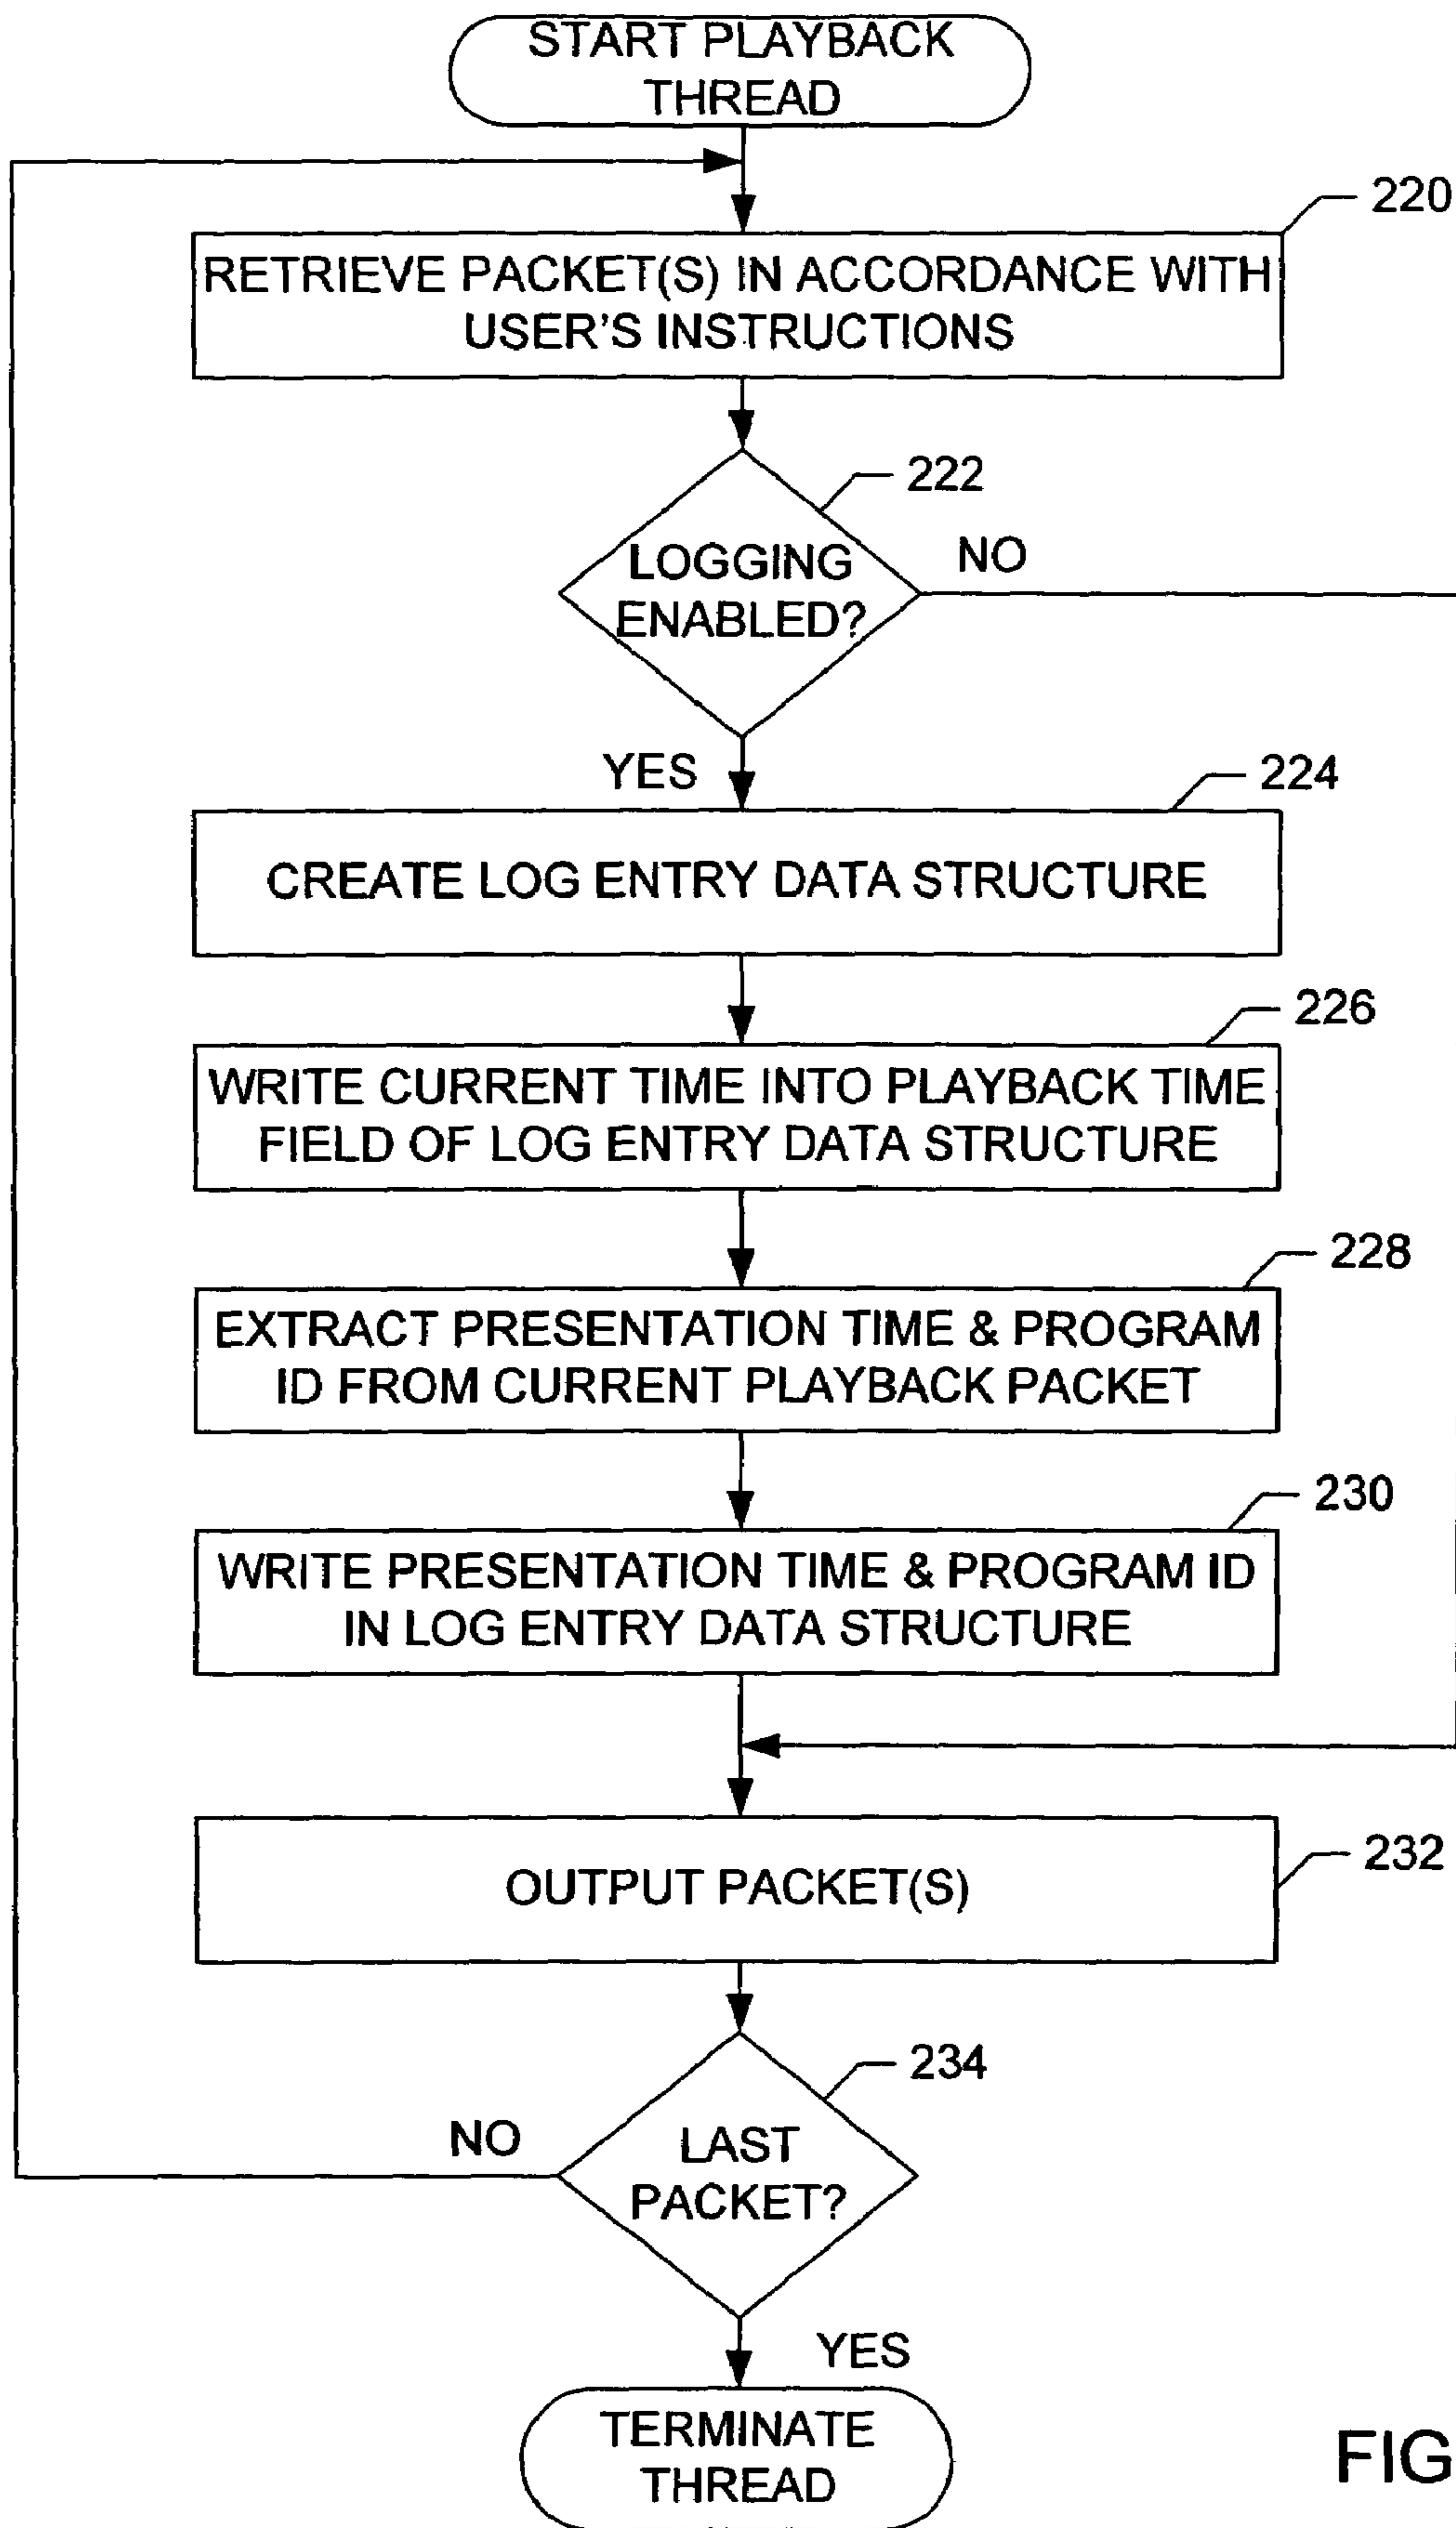 START PLAYBACK
THREAD
220
RETRIEVE PACKET(S) IN ACCORDANCE WITH
USER'S INSTRUCTIONS
222
LOGGING
ENABLED?
NO
YES
224
CREATE LOG ENTRY DATA STRUCTURE
226
WRITE CURRENT TIME INTO PLAYBACK TIME
FIELD OF LOG ENTRY DATA STRUCTURE
228
EXTRACT PRESENTATION TIME & PROGRAM
ID FROM CURRENT PLAYBACK PACKET
230
WRITE PRESENTATION TIME & PROGRAM ID
IN LOG ENTRY DATA STRUCTURE
232
OUTPUT PACKET(S)
234
NO
LAST
PACKET?
YES
TERMINATE
THREAD
FIG